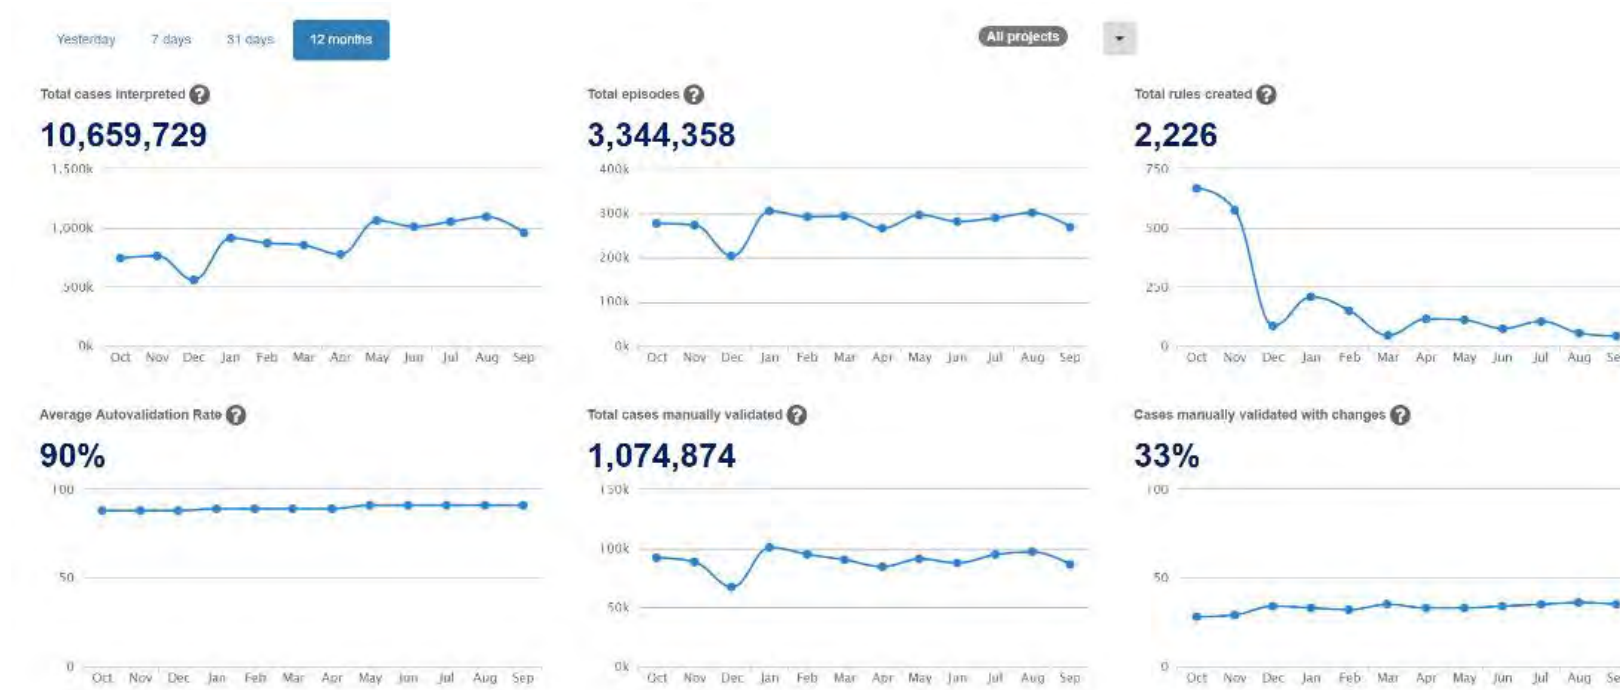 Yesterday 7 days 31 days 12 months All projects
Total cases interpreted ?
10,659,729
1,500k
1,000k
500k
0k
Oct Nov Dec Jan Feb Mar Apr May Jun Jul Aug Sep
Total episodes ?
3,344,358
400k
300k
200k
100k
0k
Oct Nov Dec Jan Feb Mar Apr May Jun Jul Aug Sep
Total rules created ?
2,226
750
500
250
0
Oct Nov Dec Jan Feb Mar Apr May Jun Jul Aug Se
Average Autovalidation Rate ?
90%
100
50
0
Oct Nov Dec Jan Feb Mar Apr May Jun Jul Aug Sep
Total cases manually validated ?
1,074,874
150k
100k
50k
0k
Oct Nov Dec Jan Feb Mar Apr May Jun Jul Aug Sep
Cases manually validated with changes ?
33%
100
50
0
Oct Nov Dec Jan Feb Mar Apr May Jun Jul Aug Se